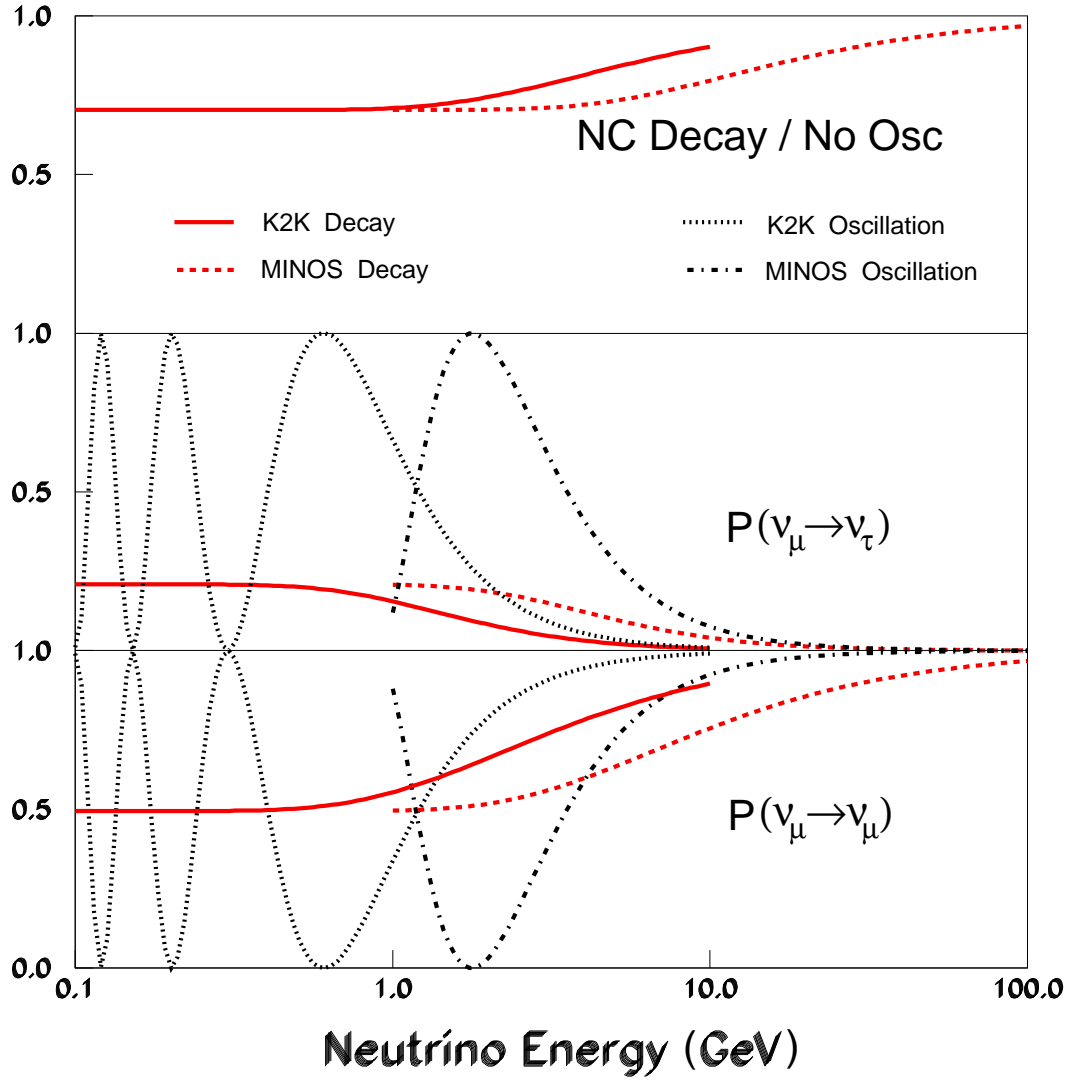 1.0
NC Decay / No Osc
0.5
K2K Decay
K2K Oscillation
MINOS Decay
MINOS Oscillation
1.0
0.5
P(νμ→ντ)
1.0
0.5
P(νμ→νμ)
0.0
0.1 1.0 10.0 100.0
Neutrino Energy (GeV)